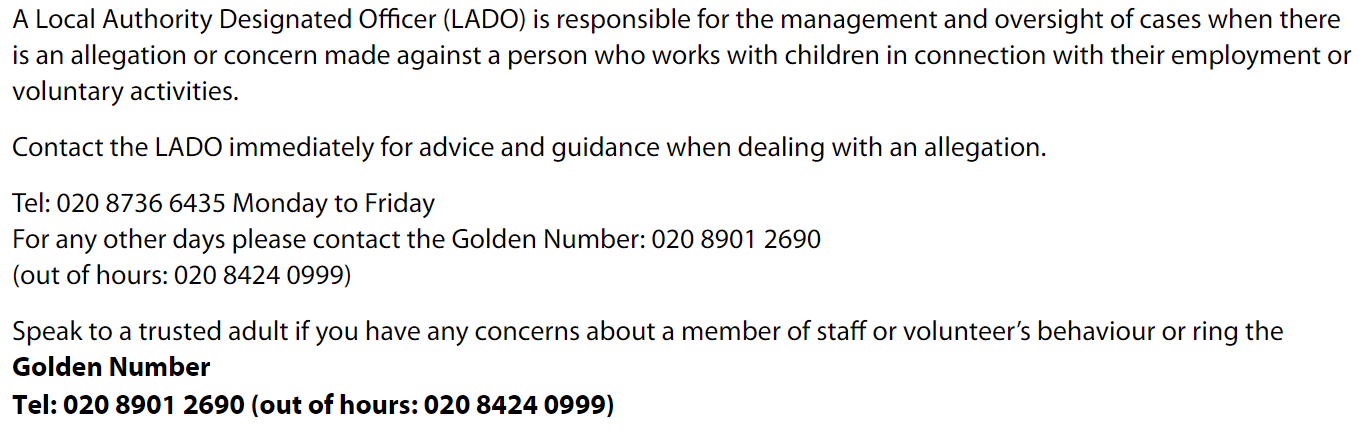 A Local Authority Designated Officer (LADO) is responsible for the management and oversight of cases when there
is an allegation or concern made against a person who works with children in connection with their employment or
voluntary activities.
Contact the LADO immediately for advice and guidance when dealing with an allegation.
Tel: 020 8736 6435 Monday to Friday
For any other days please contact the Golden Number: 020 8901 2690
(out of hours: 020 8424 0999)
Speak to a trusted adult if you have any concerns about a member of staff or volunteer’s behaviour or ring the
Golden Number
Tel: 020 8901 2690 (out of hours: 020 8424 0999)